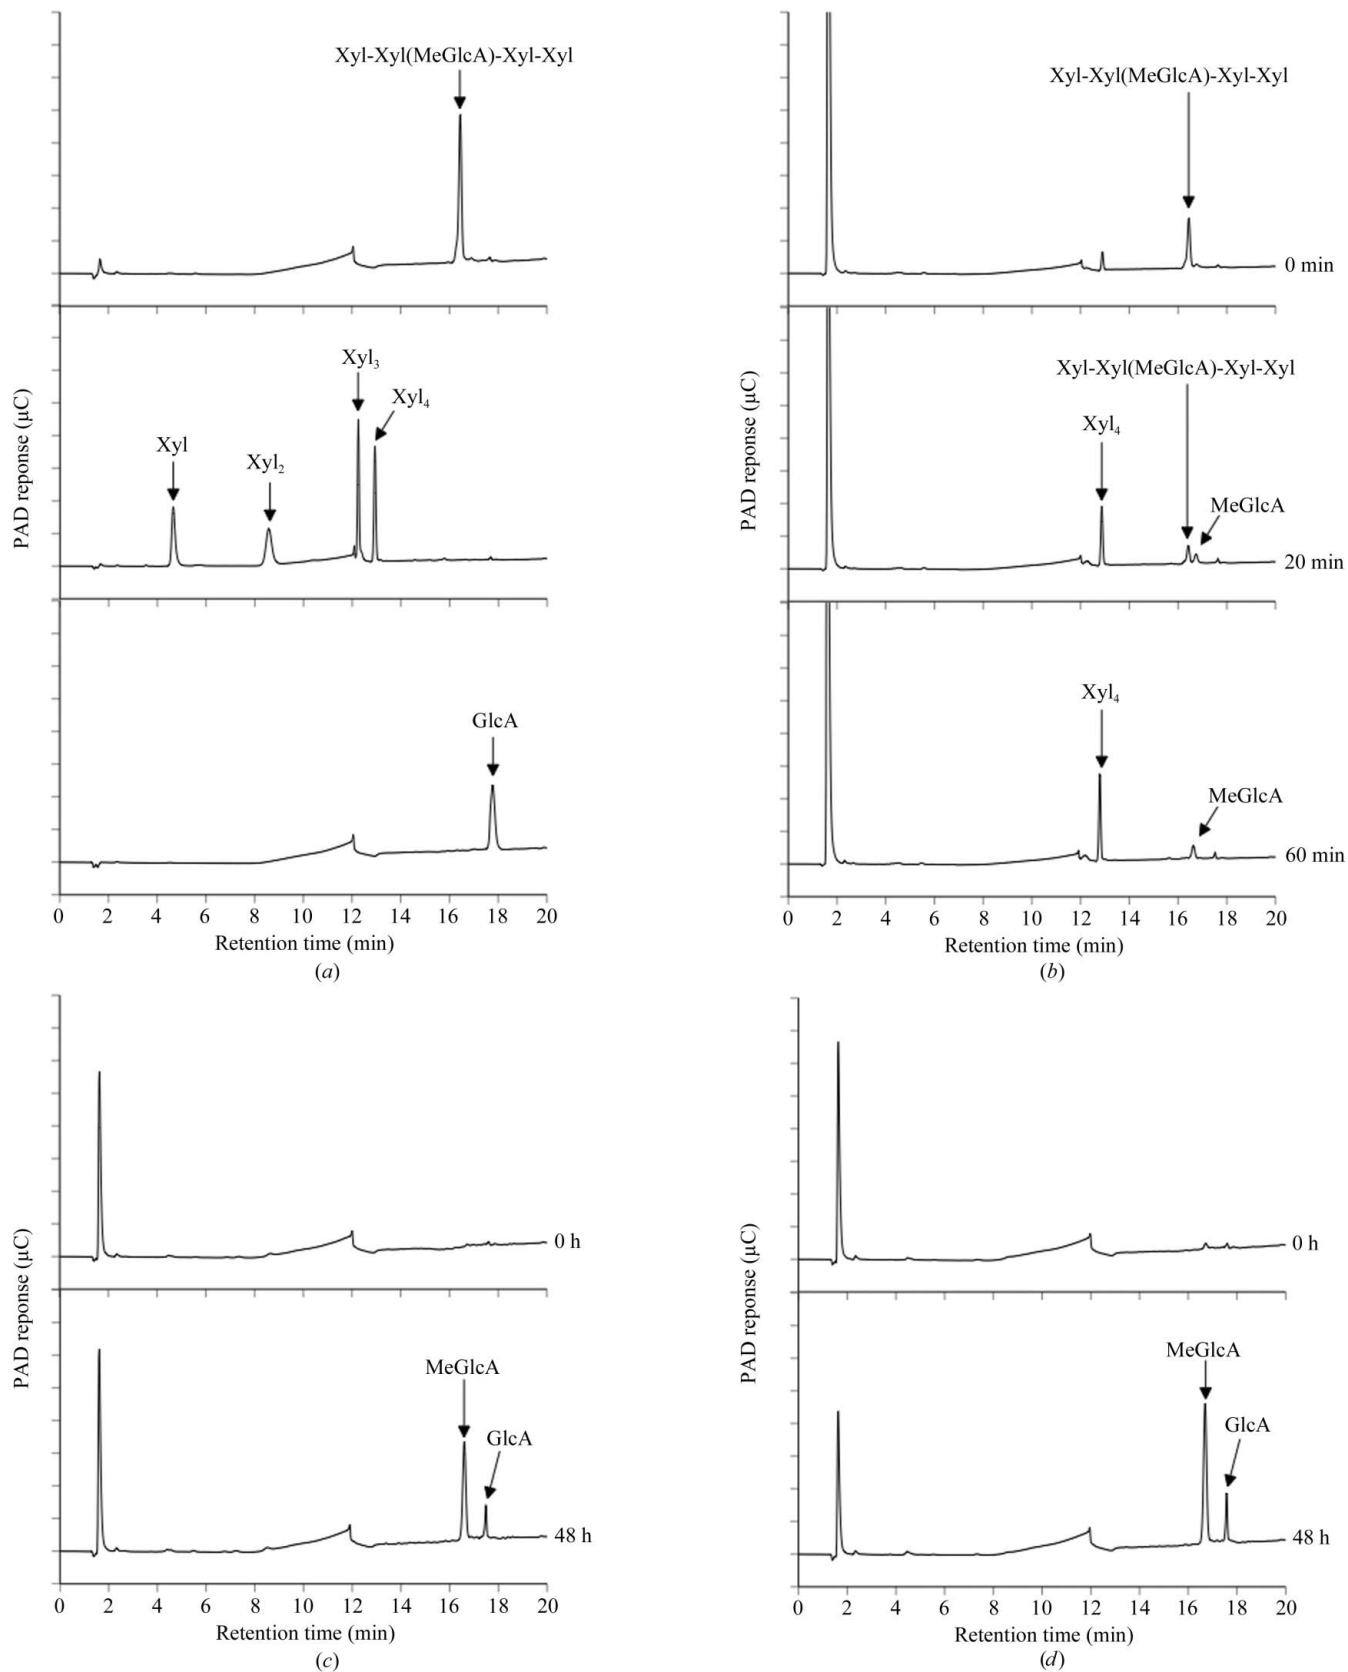 Xyl-Xyl(MeGlcA)-Xyl-Xyl
Xyl3
Xyl4
Xyl
Xyl2
GlcA
PAD reponse (µC)
0 2 4 6 8 10 12 14 16 18 20
Retention time (min)
(a)
Xyl-Xyl(MeGlcA)-Xyl-Xyl
0 min
Xyl-Xyl(MeGlcA)-Xyl-Xyl
Xyl4
MeGlcA
20 min
Xyl4
MeGlcA
60 min
PAD reponse (µC)
0 2 4 6 8 10 12 14 16 18 20
Retention time (min)
(b)
0 h
MeGlcA
GlcA
48 h
PAD reponse (µC)
0 2 4 6 8 10 12 14 16 18 20
Retention time (min)
(c)
0 h
MeGlcA
GlcA
48 h
PAD reponse (µC)
0 2 4 6 8 10 12 14 16 18 20
Retention time (min)
(d)